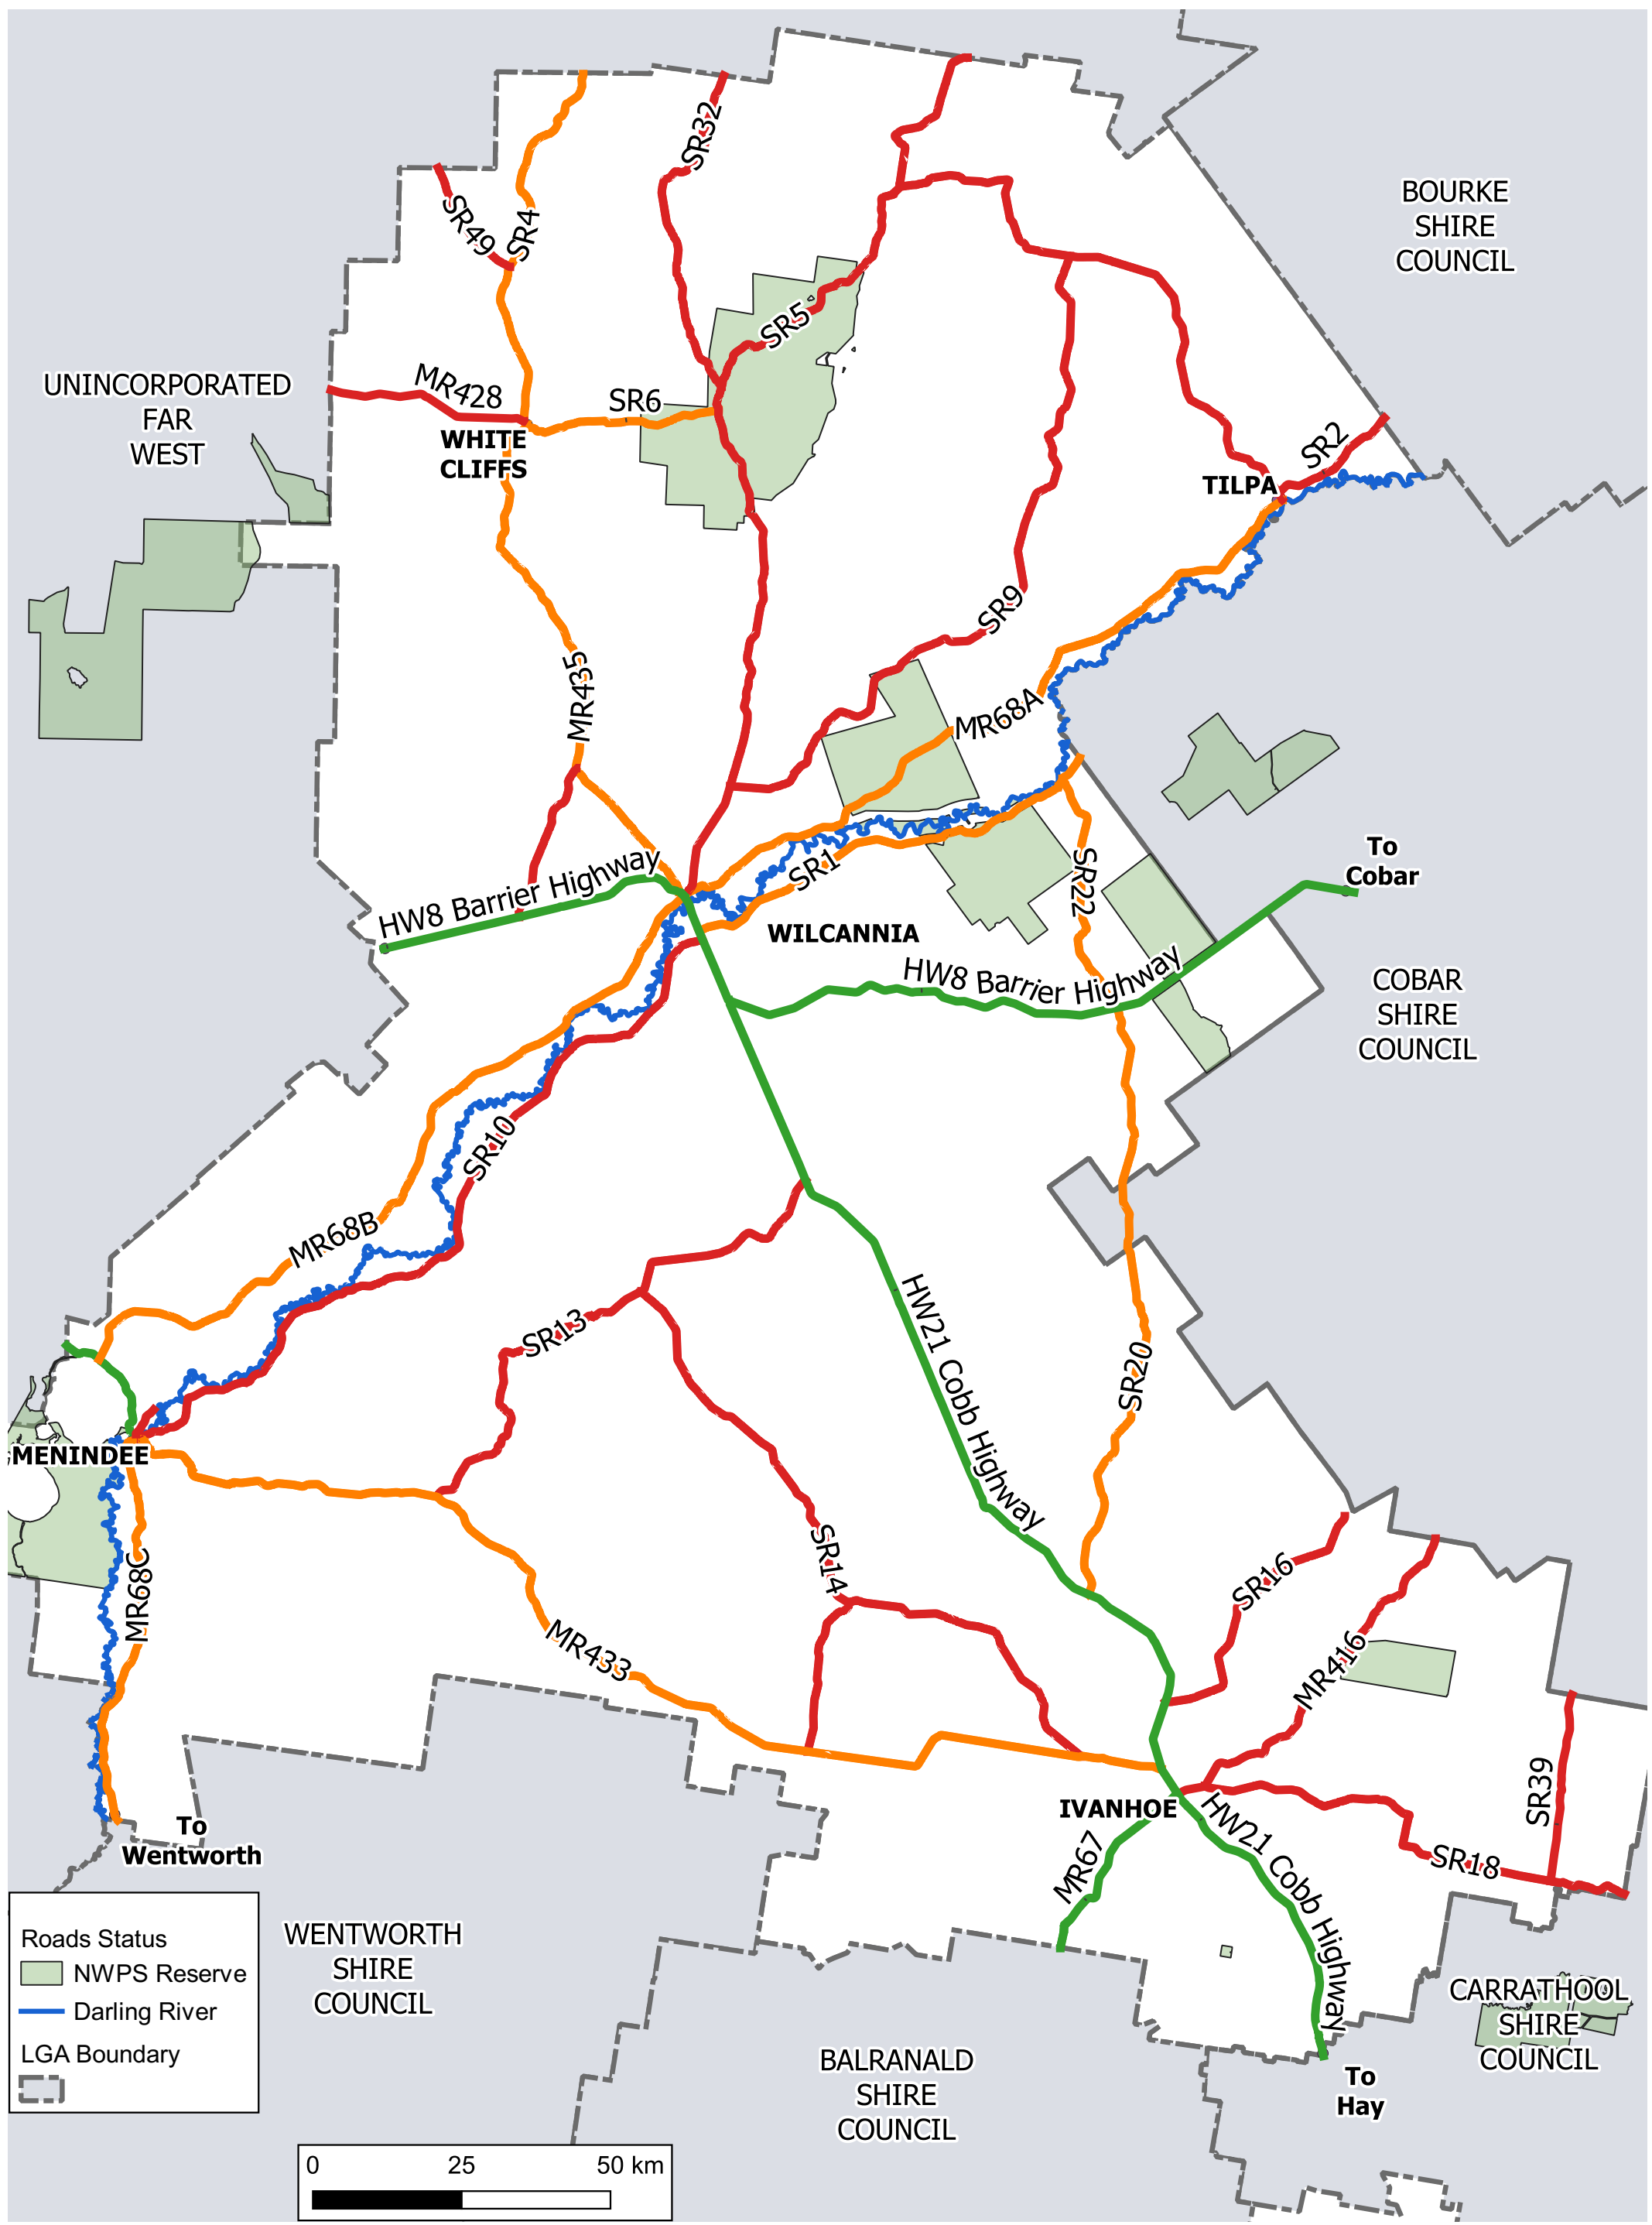 SR32
BOURKE
SHIRE
COUNCIL
SR49
SR4
SR5
UNINCORPORATED
FAR
WEST
MR428
SR6
WHITE
CLIFFS
SR2
TILPA
SR9
MR435
MR68A
To
Cobar
HW8 Barrier Highway
SR1
SR22
WILCANNIA
HW8 Barrier Highway
COBAR
SHIRE
COUNCIL
SR10
MR68B
SR13
HW21 Cobb Highway
SR20
MENINDEE
MR68C
SR14
SR16
MR433
MR416
SR39
IVANHOE
HW21 Cobb Highway
MR67
SR18
To
Wentworth
Roads Status
NWPS Reserve
Darling River
LGA Boundary
WENTWORTH
SHIRE
COUNCIL
CARRATHOOL
SHIRE
COUNCIL
BALRANALD
SHIRE
COUNCIL
To
Hay
0 25 50 km